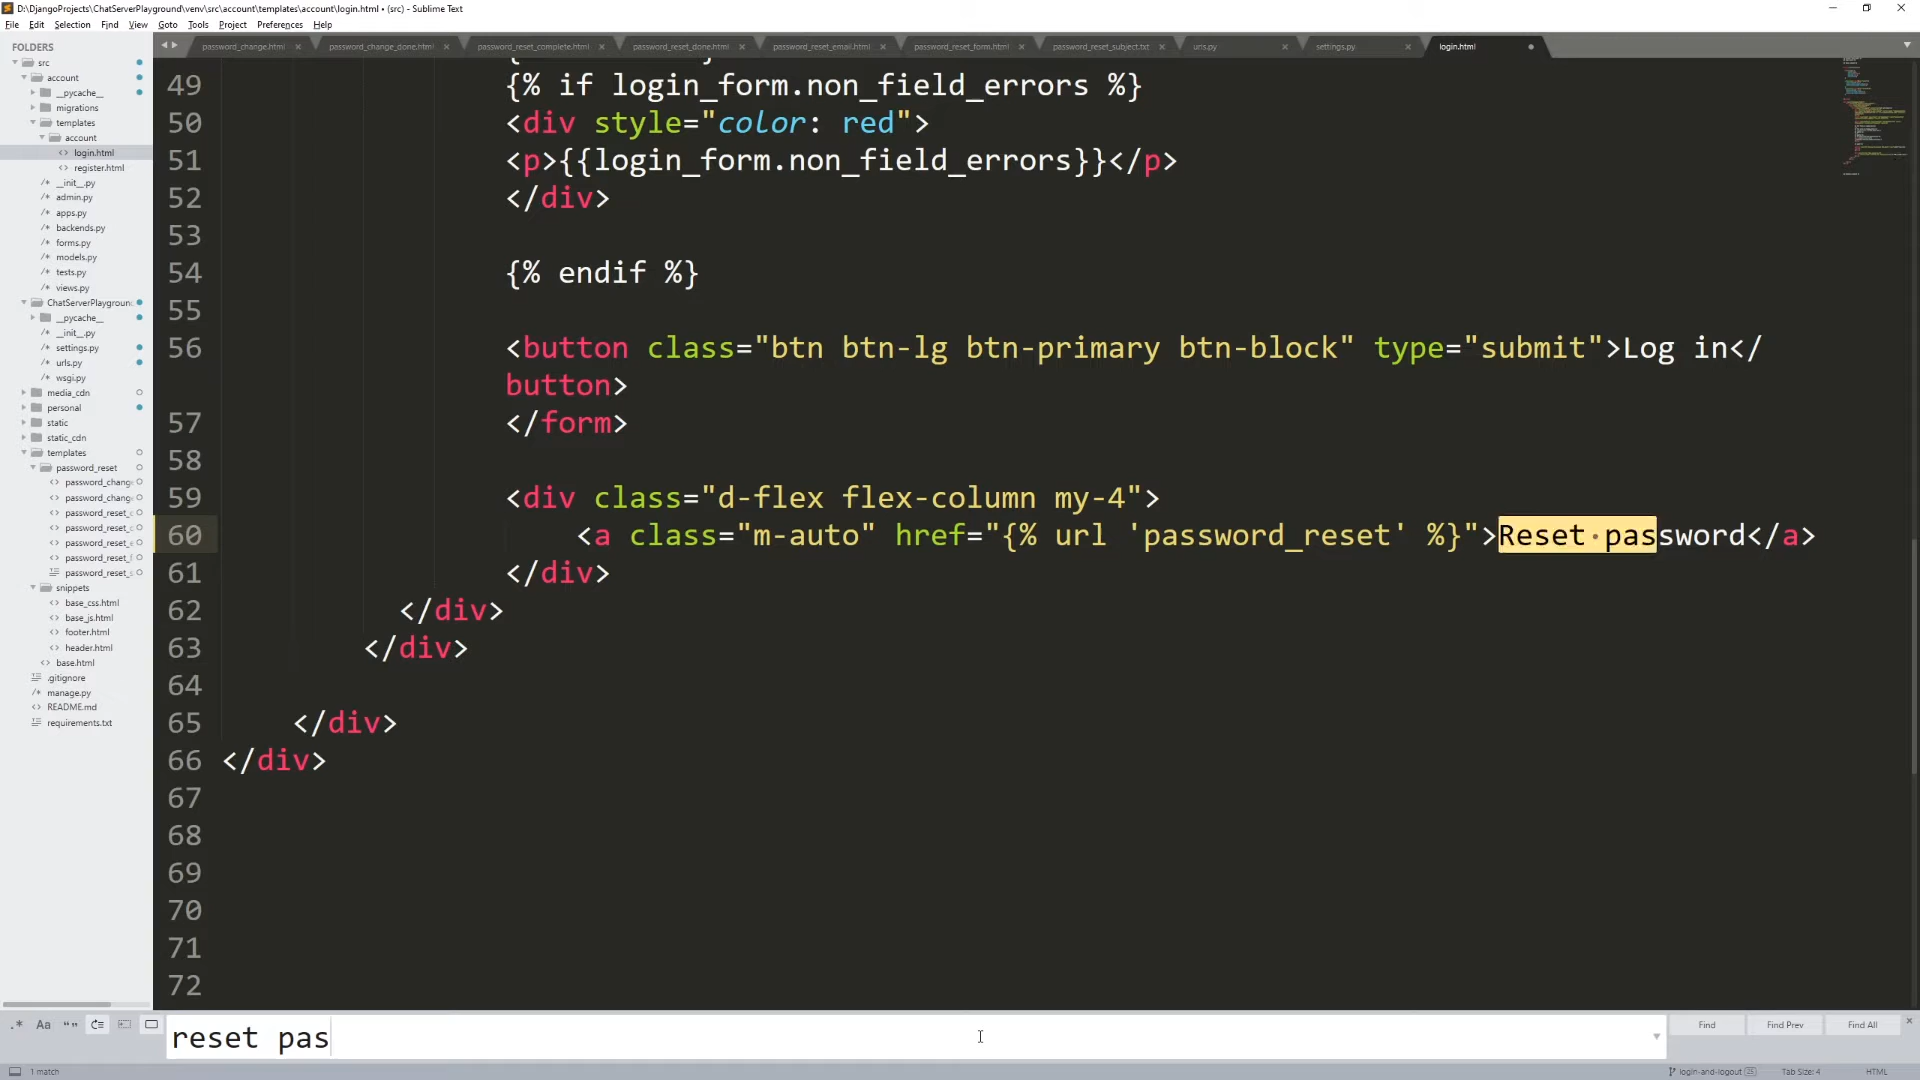 D:\DjangoProjects\ChatServerPlayground\venv\src\account\templates\account\login.html • (src) - Sublime Text
File Edit Selection Find View Goto Tools Project Preferences Help
FOLDERS
src
account
__pycache__
migrations
templates
account
login.html
register.html
__init__.py
admin.py
apps.py
backends.py
forms.py
models.py
tests.py
views.py
ChatServerPlayground
__pycache__
__init__.py
settings.py
urls.py
wsgi.py
media_cdn
personal
static
static_cdn
templates
password_reset
password_change
password_change
password_reset_c
password_reset_c
password_reset_e
password_reset_f
password_reset_s
snippets
base_css.html
base_js.html
footer.html
header.html
base.html
.gitignore
manage.py
README.md
requirements.txt
password_change.html password_change_done.html password_reset_complete.html password_reset_done.html password_reset_email.html password_reset_form.html password_reset_subject.txt urls.py settings.py login.html
49 {% if login_form.non_field_errors %}
50 <div style="color: red">
51 <p>{{login_form.non_field_errors}}</p>
52 </div>
53
54 {% endif %}
55
56 <button class="btn btn-lg btn-primary btn-block" type="submit">Log in</
button>
57 </form>
58
59 <div class="d-flex flex-column my-4">
60 <a class="m-auto" href="{% url 'password_reset' %}">Reset password</a>
61 </div>
62 </div>
63 </div>
64
65 </div>
66 </div>
67
68
69
70
71
72
.* Aa “” reset pas Find Find Prev Find All
1 match login-and-logout Tab Size: 4 HTML